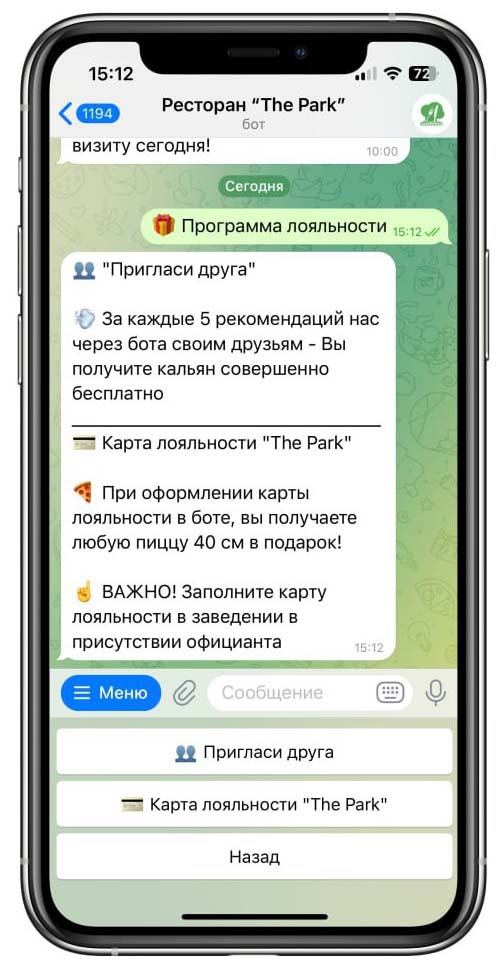 15:12
72
1194
Ресторан “The Park”
бот
визиту сегодня!
10:00
Сегодня
🎁 Программа лояльности 15:12
👥 "Пригласи друга"
💨 За каждые 5 рекомендаций нас
через бота своим друзьям - Вы
получите кальян совершенно
бесплатно
💳 Карта лояльности "The Park"
🍕 При оформлении карты
лояльности в боте, вы получаете
любую пиццу 40 см в подарок!
☝️ ВАЖНО! Заполните карту
лояльности в заведении в
присутствии официанта
15:12
Меню
Сообщение
👥 Пригласи друга
💳 Карта лояльности "The Park"
Назад